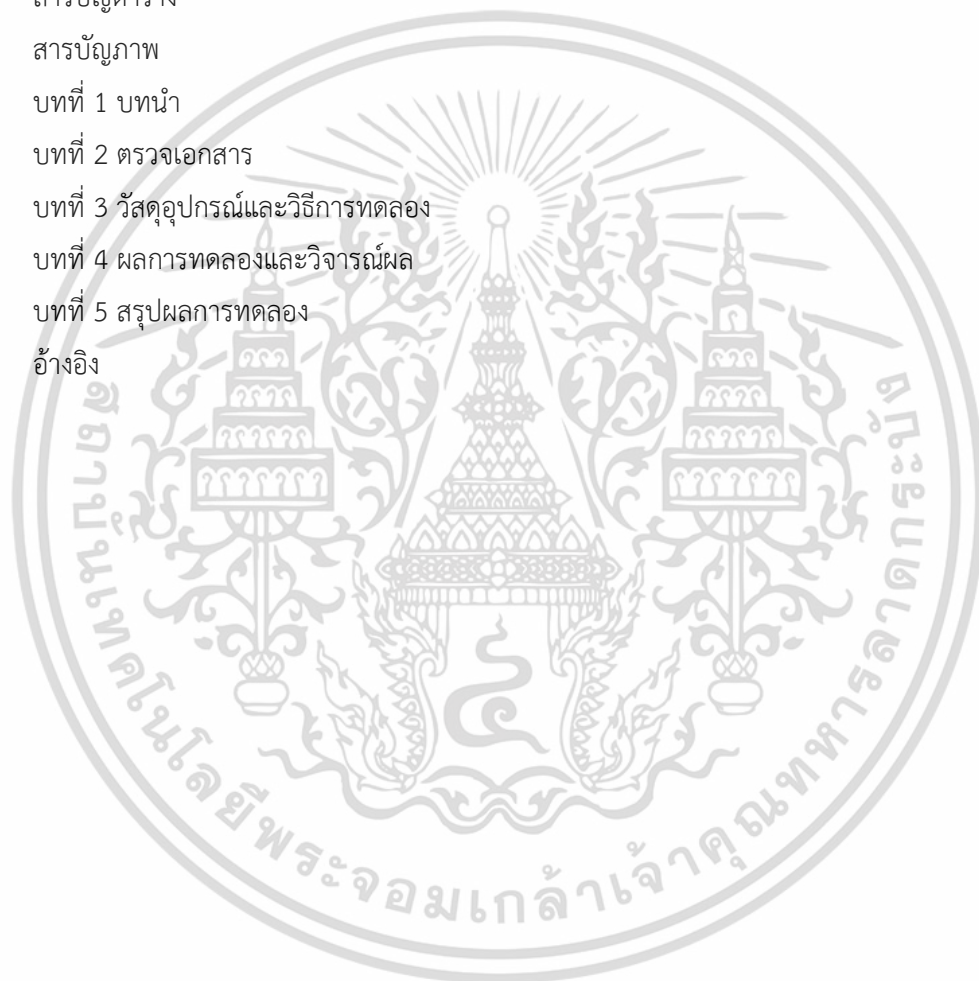 สารบัญตาราง
สารบัญภาพ
บทที่ 1 บทนำ
บทที่ 2 ตรวจเอกสาร
บทที่ 3 วัสดุอุปกรณ์และวิธีการทดลอง
บทที่ 4 ผลการทดลองและวิจารณ์ผล
บทที่ 5 สรุปผลการทดลอง
อ้างอิง
สถาบันเทคโนโลยีพระจอมเกล้าเจ้าคุณทหารลาดกระบัง
๔